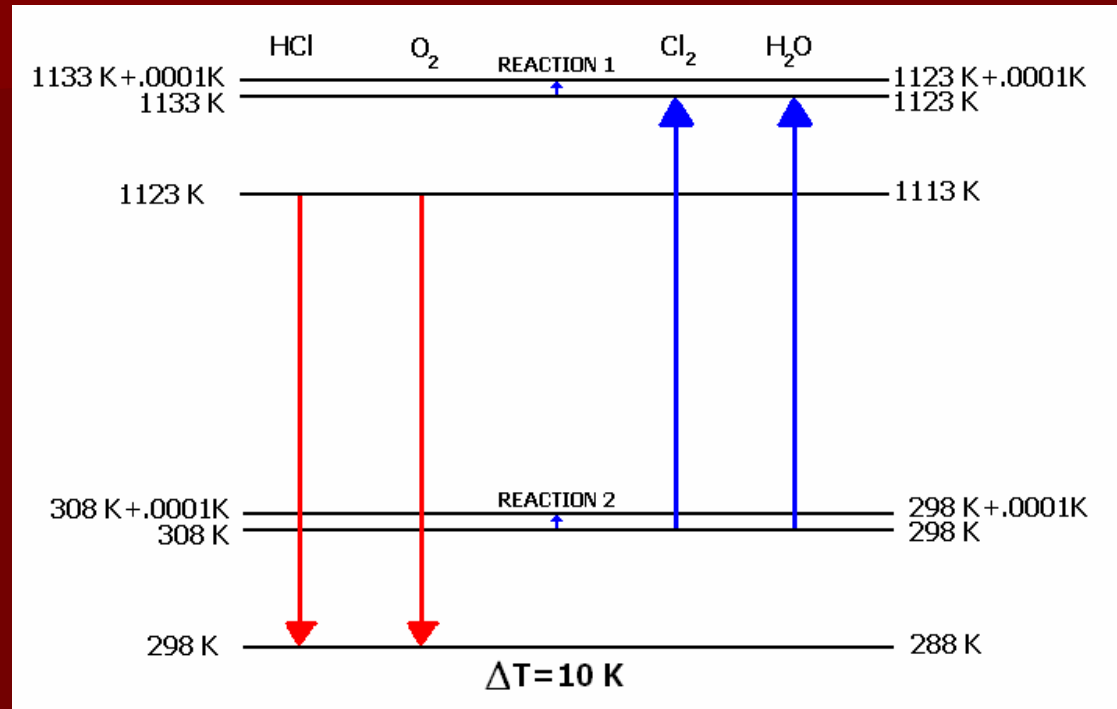 HCl O₂ Cl₂ H₂O
REACTION 1
1133 K+.0001K 1123 K+.0001K
1133 K 1123 K
1123 K 1113 K
REACTION 2
308 K+.0001K 298 K+.0001K
308 K 298 K
298 K 288 K
ΔT=10 K